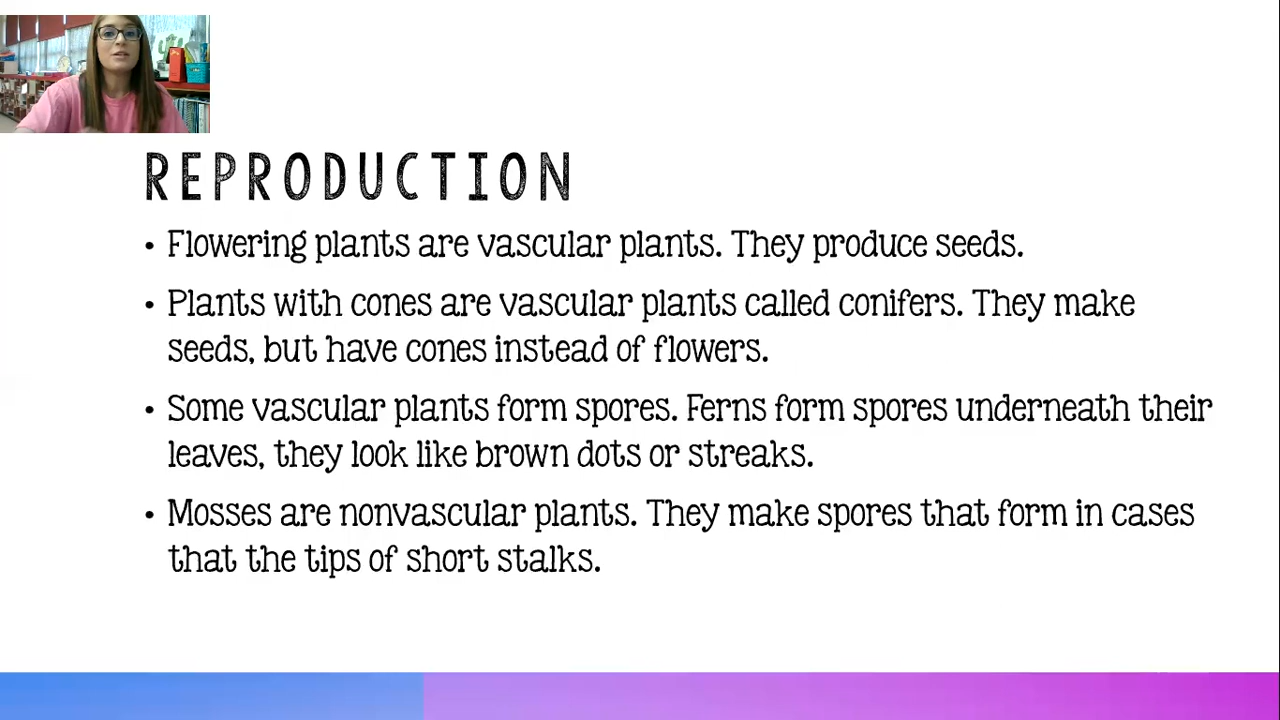 REPRODUCTION
• Flowering plants are vascular plants. They produce seeds.
• Plants with cones are vascular plants called conifers. They make
seeds, but have cones instead of flowers.
• Some vascular plants form spores. Ferns form spores underneath their
leaves, they look like brown dots or streaks.
• Mosses are nonvascular plants. They make spores that form in cases
that the tips of short stalks.